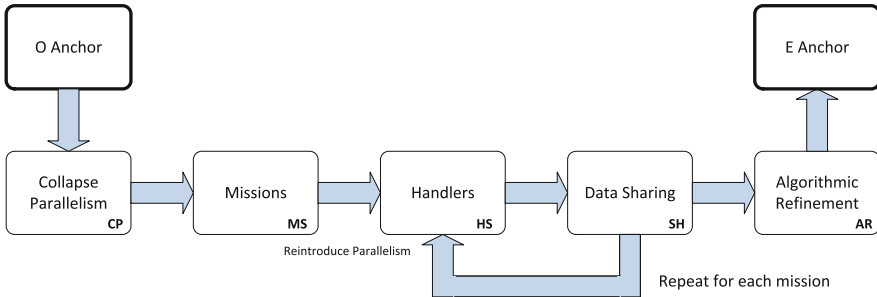 O Anchor
E Anchor
Collapse
Parallelism
CP
Missions
MS
Handlers
HS
Data Sharing
SH
Algorithmic
Refinement
AR
Reintroduce Parallelism
Repeat for each mission